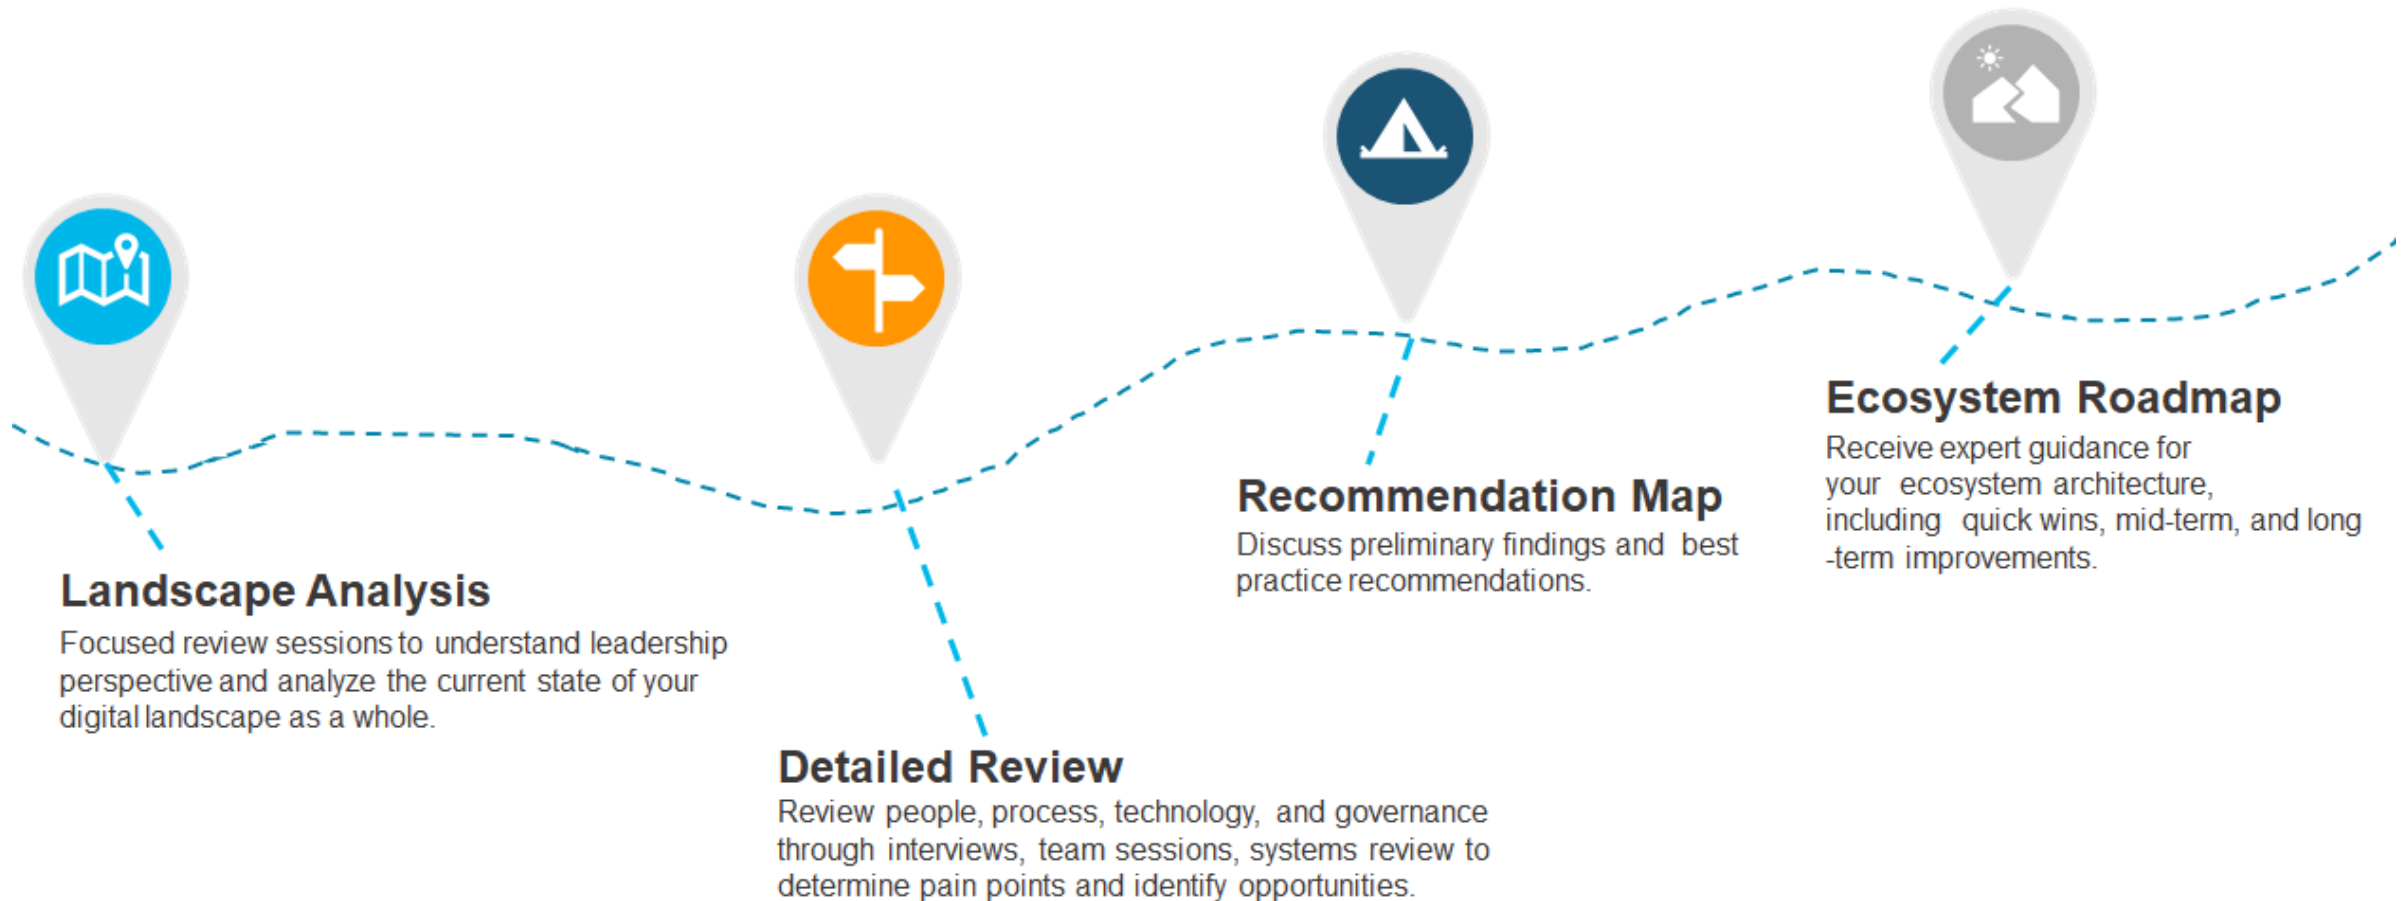 Landscape Analysis
Focused review sessions to understand leadership
perspective and analyze the current state of your
digital landscape as a whole.
Detailed Review
Review people, process, technology, and governance
through interviews, team sessions, systems review to
determine pain points and identify opportunities.
Recommendation Map
Discuss preliminary findings and best
practice recommendations.
Ecosystem Roadmap
Receive expert guidance for
your ecosystem architecture,
including quick wins, mid-term, and long
-term improvements.